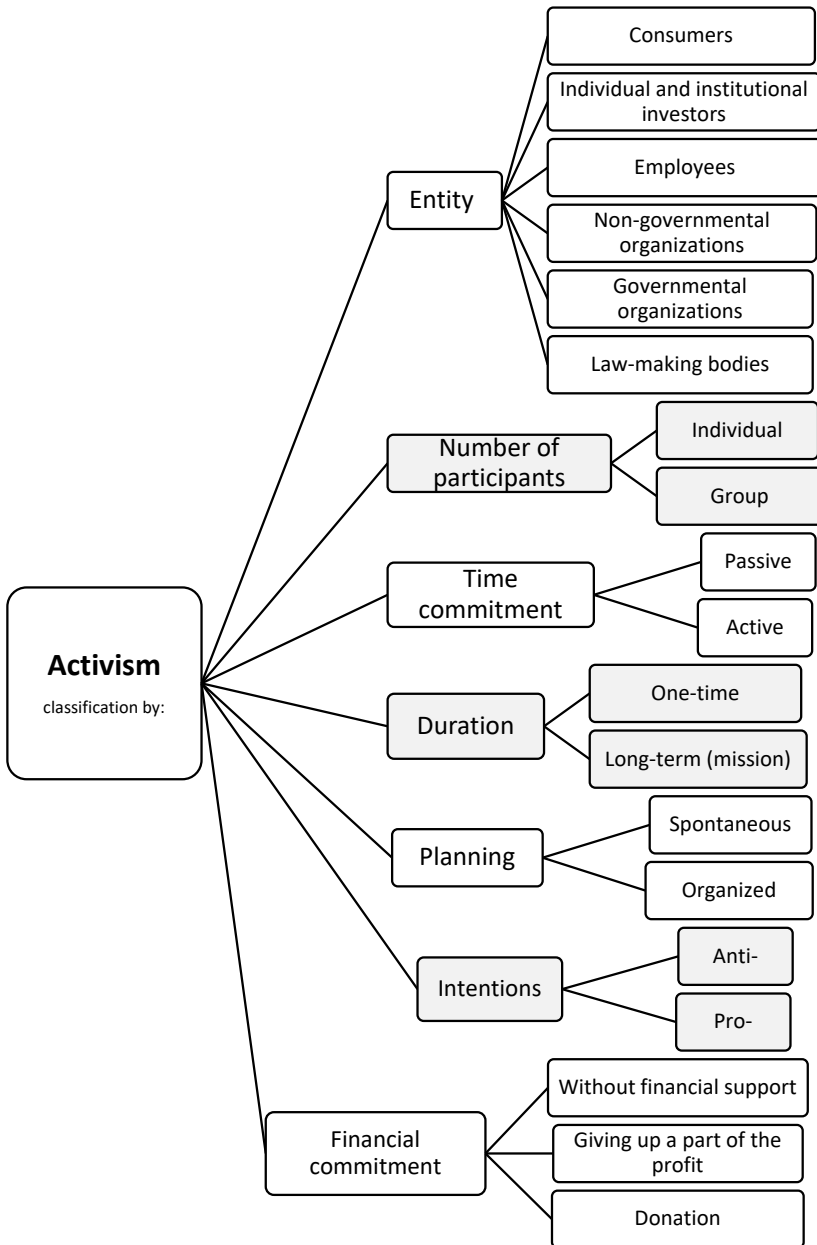 Activism
classification by:
Entity
Consumers
Individual and institutional
investors
Employees
Non-governmental
organizations
Governmental
organizations
Law-making bodies
Number of
participants
Individual
Group
Time
commitment
Passive
Active
Duration
One-time
Long-term (mission)
Planning
Spontaneous
Organized
Intentions
Anti-
Pro-
Financial
commitment
Without financial support
Giving up a part of the
profit
Donation